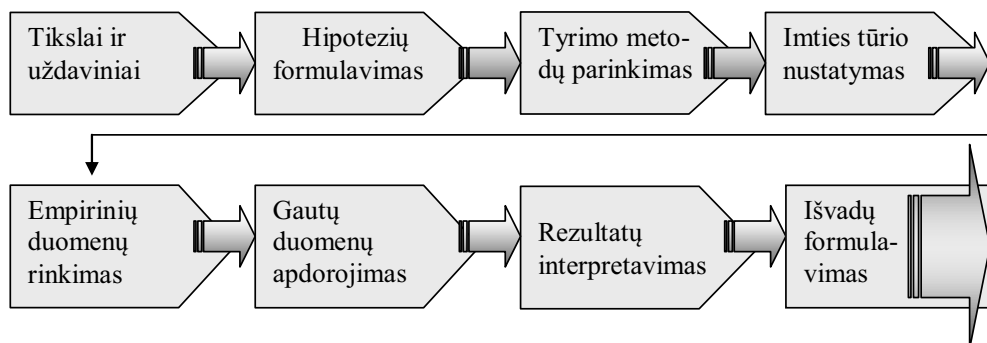 Tikslai ir
uždaviniai
Hipotezių
formulavimas
Tyrimo meto-
dų parinkimas
Imties tūrio
nustatymas
Empirinių
duomenų
rinkimas
Gautų
duomenų
apdorojimas
Rezultatų
interpretavimas
Išvadų
formula-
vimas